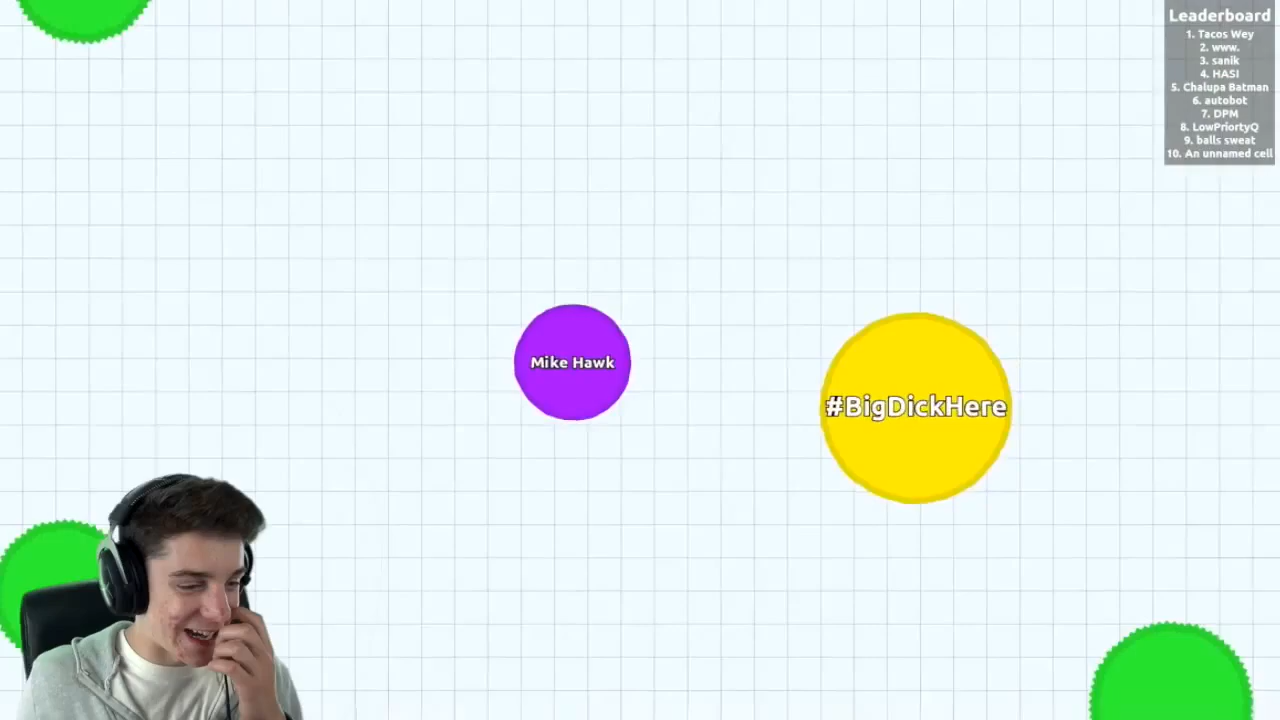 Leaderboard
1. Tacos Wey
2. www.
3. sanik
4. HASI
5. Chalupa Batman
6. autobot
7. DPM
8. LowPriortyQ
9. balls sweat
10. An unnamed cell
Mike Hawk
#BigDickHere